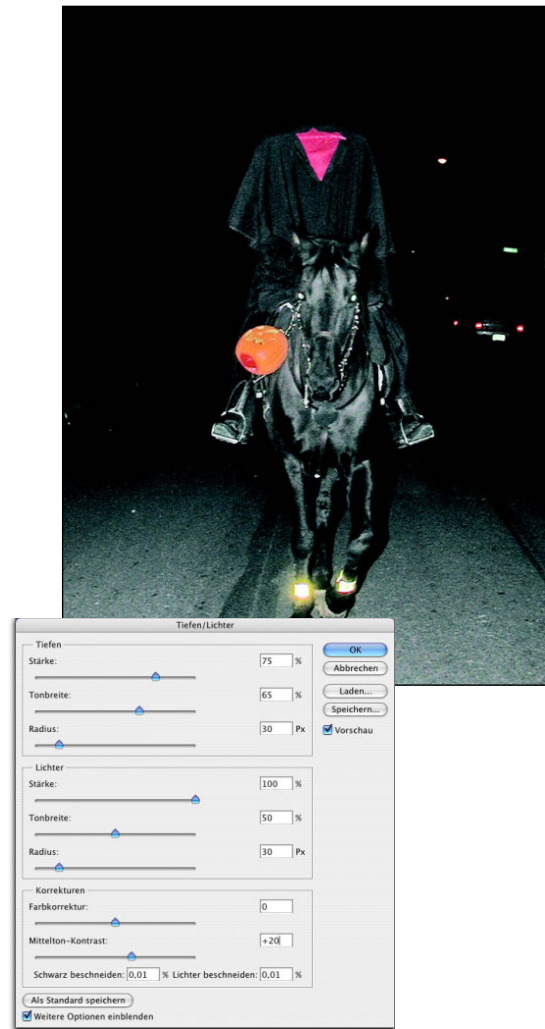 Tiefen/Lichter
Tiefen
Stärke: 75 %
Tonbreite: 65 %
Radius: 30 Px
Lichter
Stärke: 100 %
Tonbreite: 50 %
Radius: 30 Px
Korrekturen
Farbkorrektur: 0
Mittelton-Kontrast: +20
Schwarz beschneiden: 0,01 % Lichter beschneiden: 0,01 %
Als Standard speichern
Weitere Optionen einblenden
OK
Abbrechen
Laden...
Speichern...
Vorschau